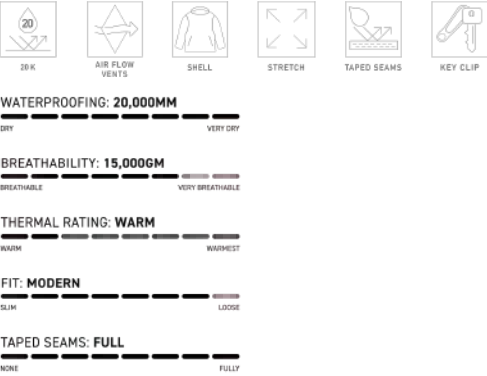 20
20K
AIR FLOW
VENTS
SHELL
STRETCH
TAPED SEAMS
KEY CLIP
WATERPROOFING: 20,000MM
DRY VERY DRY
BREATHABILITY: 15,000GM
BREATHABLE VERY BREATHABLE
THERMAL RATING: WARM
WARM WARMEST
FIT: MODERN
SLIM LOOSE
TAPED SEAMS: FULL
NONE FULLY